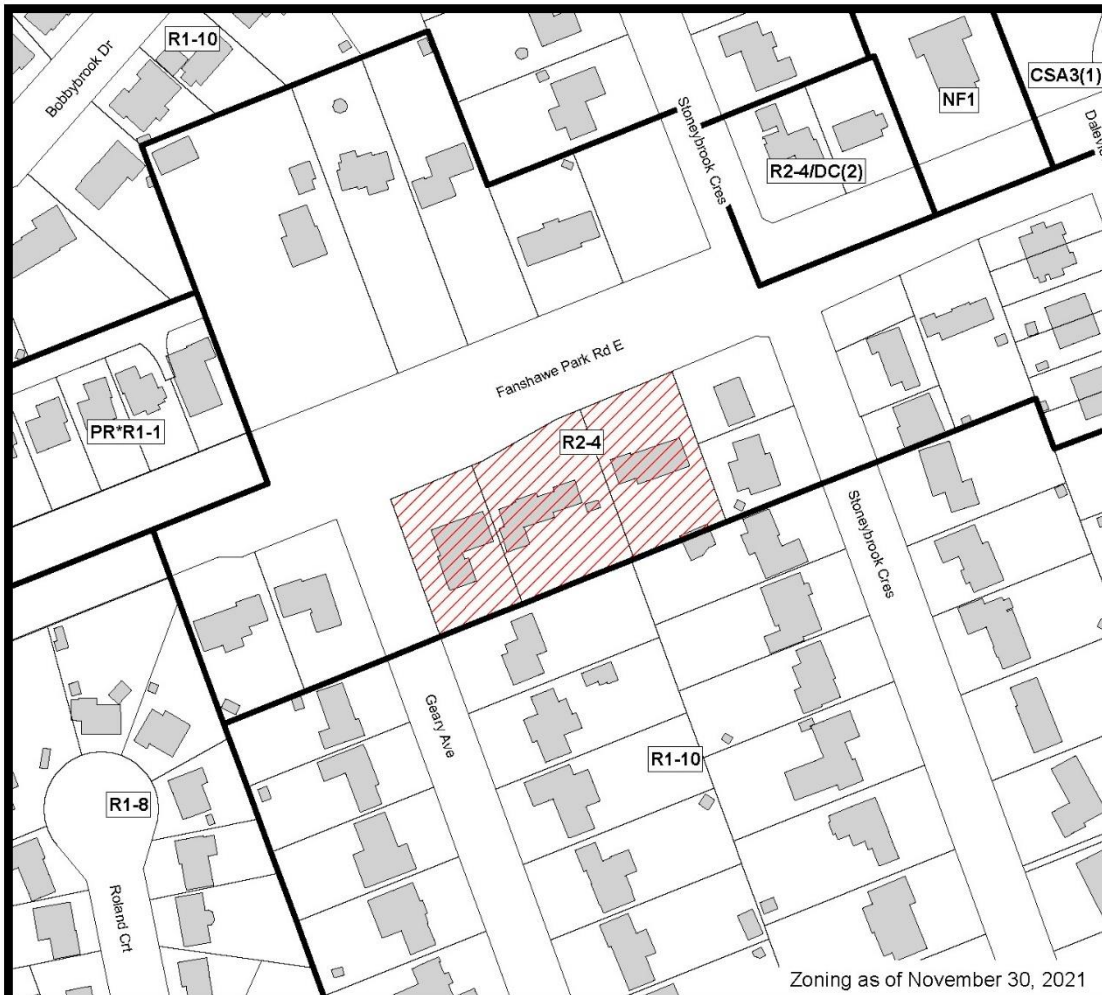 R1-10
Bobbybrook Dr
Stoneybrook Cres
NF1
CSA3(1)
R2-4/DC(2)
Fanshawe Park Rd E
PR*R1-1
R2-4
Stoneybrook Cres
Geary Ave
R1-10
R1-8
Roland Crt
Zoning as of November 30, 2021